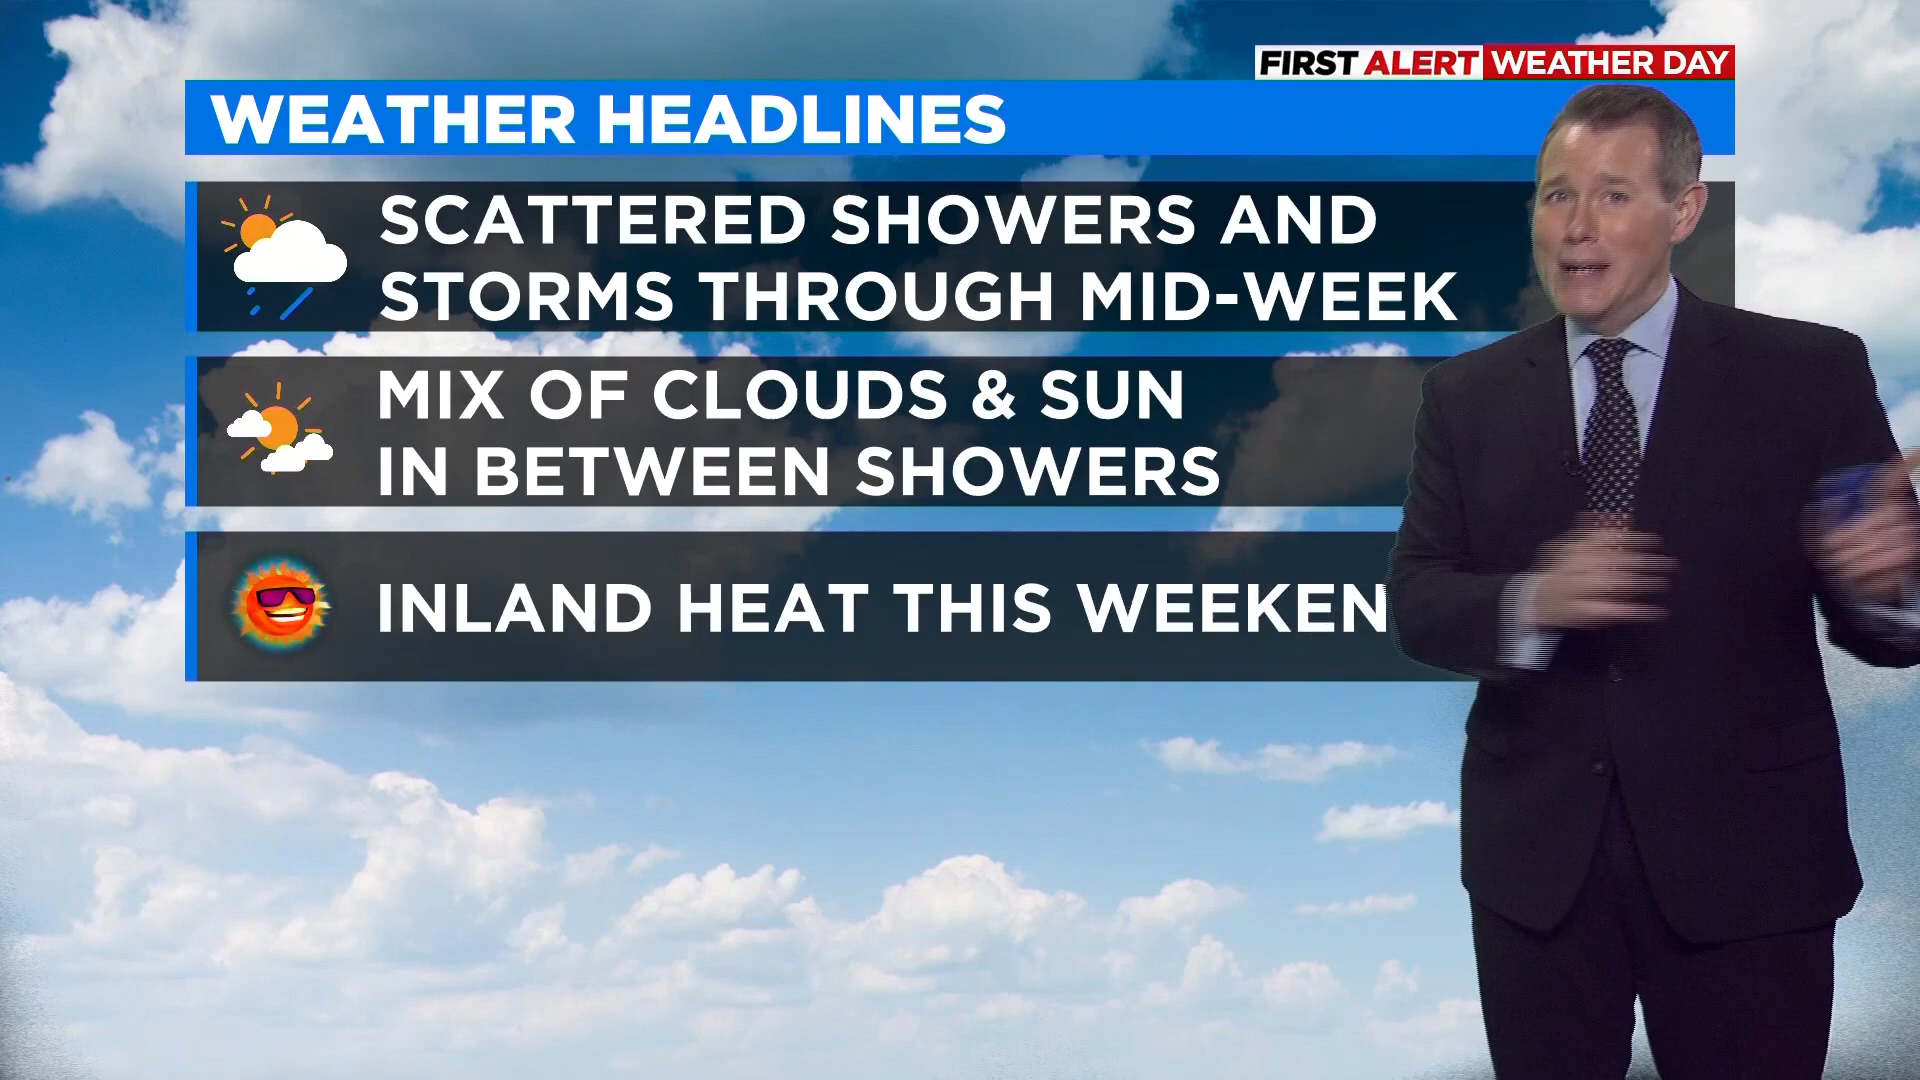 FIRST ALERT WEATHER DAY
WEATHER HEADLINES
SCATTERED SHOWERS AND
STORMS THROUGH MID-WEEK
MIX OF CLOUDS & SUN
IN BETWEEN SHOWERS
INLAND HEAT THIS WEEKEN